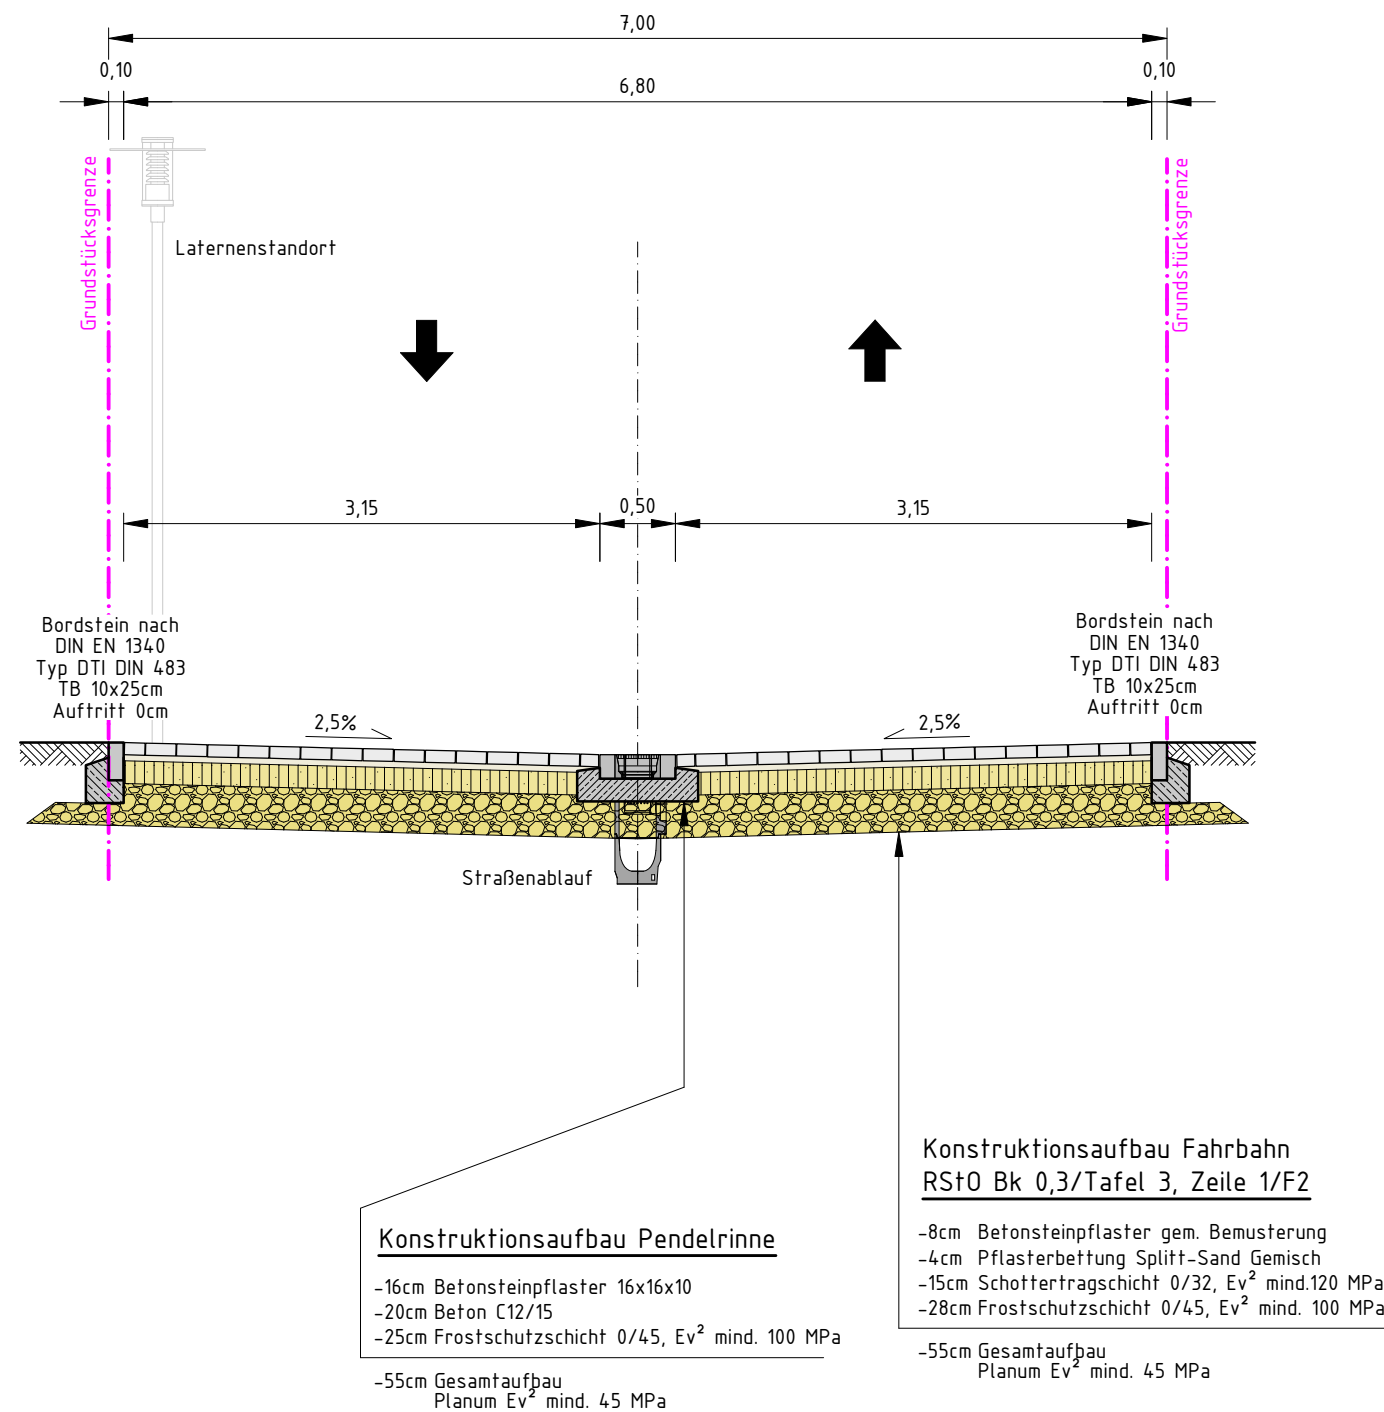 7,00
0,10
6,80
0,10
Grundstücksgrenze
Grundstücksgrenze
Laternenstandort
3,15
0,50
3,15
Bordstein nach
DIN EN 1340
Typ DTI DIN 483
TB 10x25cm
Auftritt 0cm
Bordstein nach
DIN EN 1340
Typ DTI DIN 483
TB 10x25cm
Auftritt 0cm
2,5%
2,5%
Straßenablauf
Konstruktionsaufbau Fahrbahn
RStO Bk 0,3/Tafel 3, Zeile 1/F2
-8cm Betonsteinpflaster gem. Bemusterung
-4cm Pflasterbettung Splitt-Sand Gemisch
-15cm Schottertragschicht 0/32, Ev² mind.120 MPa
-28cm Frostschutzschicht 0/45, Ev² mind. 100 MPa
-55cm Gesamtaufbau
Planum Ev² mind. 45 MPa
Konstruktionsaufbau Pendelrinne
-16cm Betonsteinpflaster 16x16x10
-20cm Beton C12/15
-25cm Frostschutzschicht 0/45, Ev² mind. 100 MPa
-55cm Gesamtaufbau
Planum Ev² mind. 45 MPa